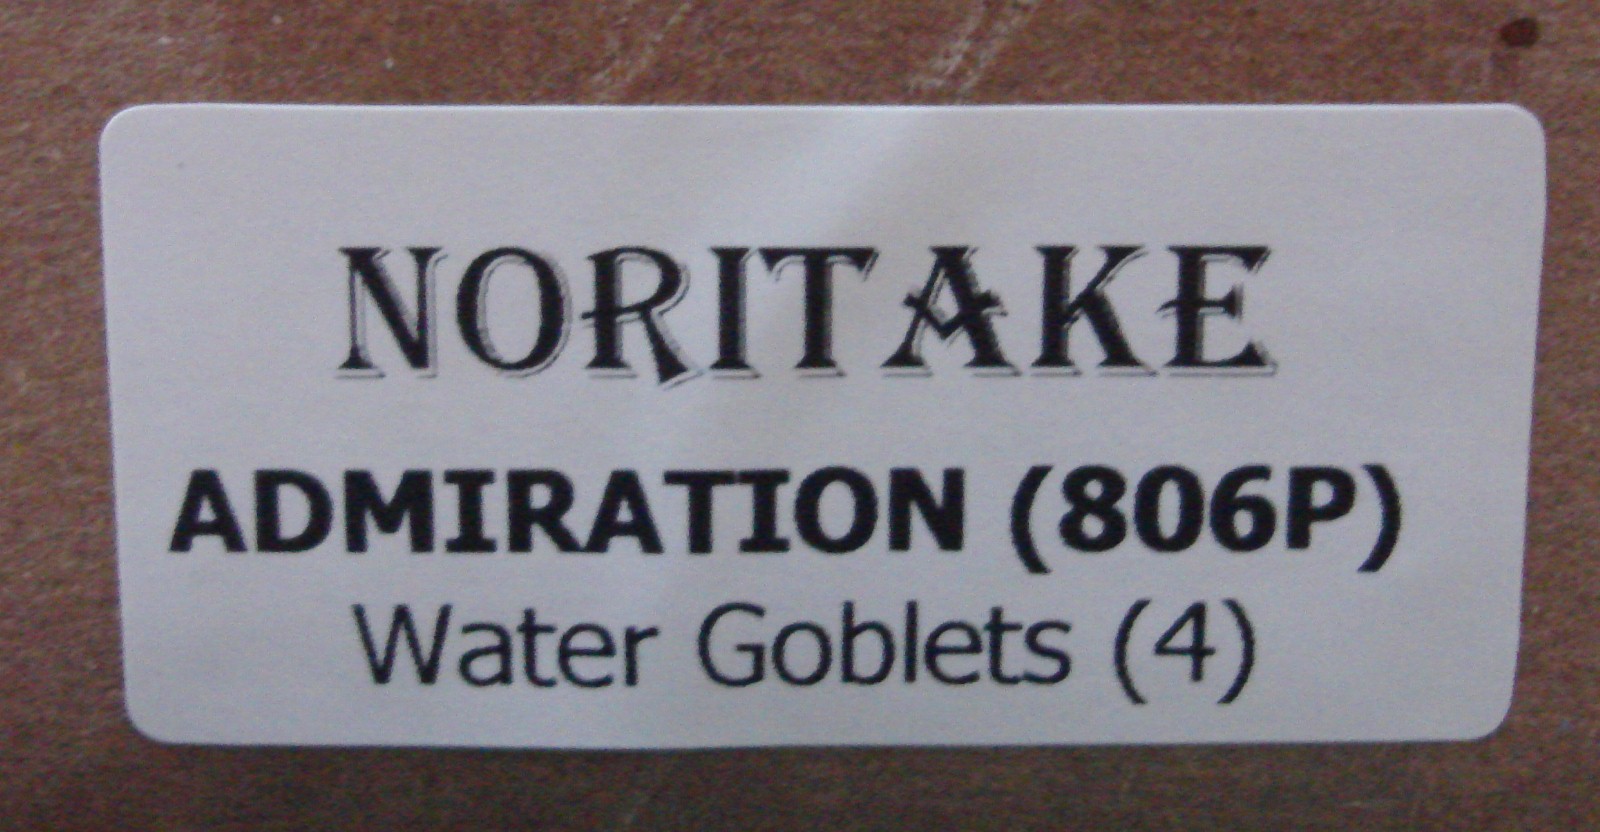 NORITAKE
ADMIRATION (806P)
Water Goblets (4)